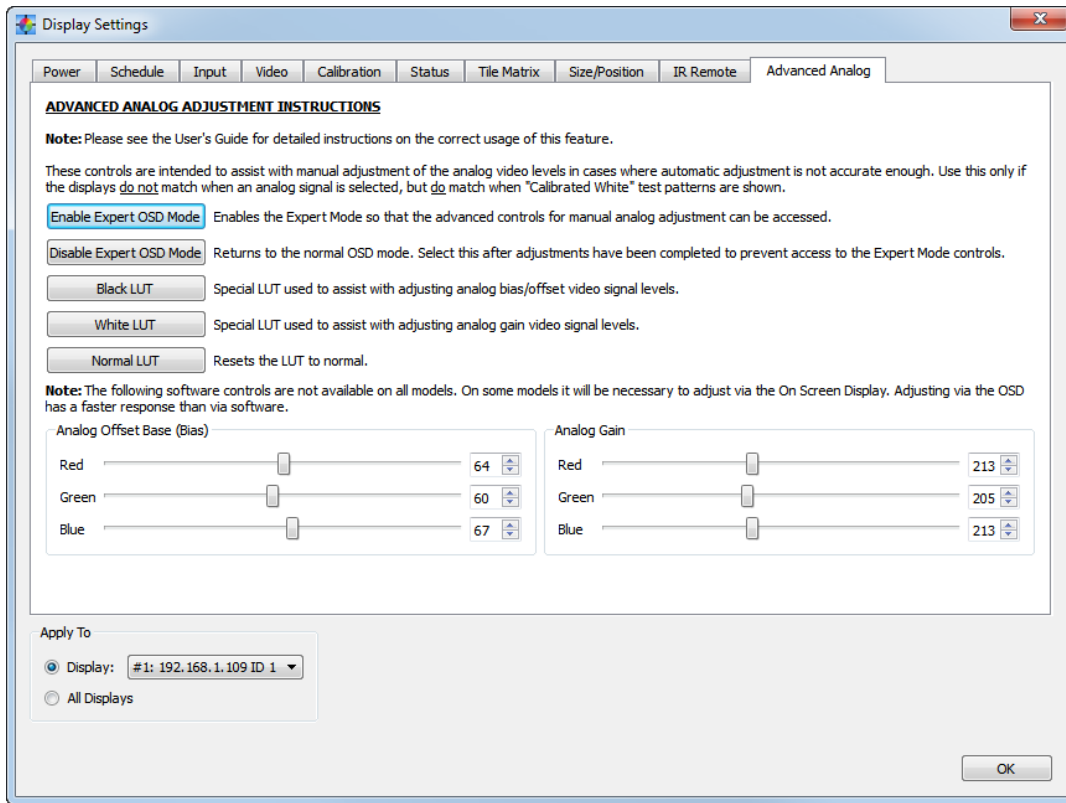 Display Settings
Power Schedule Input Video Calibration Status Tile Matrix Size/Position IR Remote Advanced Analog
ADVANCED ANALOG ADJUSTMENT INSTRUCTIONS
Note: Please see the User's Guide for detailed instructions on the correct usage of this feature.
These controls are intended to assist with manual adjustment of the analog video levels in cases where automatic adjustment is not accurate enough. Use this only if
the displays do not match when an analog signal is selected, but do match when "Calibrated White" test patterns are shown.
Enable Expert OSD Mode Enables the Expert Mode so that the advanced controls for manual analog adjustment can be accessed.
Disable Expert OSD Mode Returns to the normal OSD mode. Select this after adjustments have been completed to prevent access to the Expert Mode controls.
Black LUT Special LUT used to assist with adjusting analog bias/offset video signal levels.
White LUT Special LUT used to assist with adjusting analog gain video signal levels.
Normal LUT Resets the LUT to normal.
Note: The following software controls are not available on all models. On some models it will be necessary to adjust via the On Screen Display. Adjusting via the OSD
has a faster response than via software.
Analog Offset Base (Bias) Analog Gain
Red 64 Red 213
Green 60 Green 205
Blue 67 Blue 213
Apply To
Display: #1: 192.168.1.109 ID 1
All Displays
OK